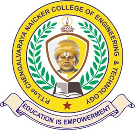 P.T. Lee CHENGALVARAYA NAICKER COLLEGE OF ENGINEERING & TECHNOLOGY
EDUCATION IS EMPOWERMENT